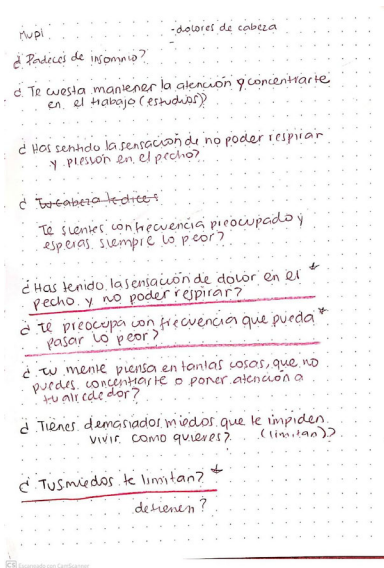 Mupi
-dolores de cabeza
¿ Padeces de insomnio?
¿ Te cuesta mantener la atención y concentrarte
en el trabajo (estudios)?
¿ Has sentido la sensación de no poder respirar
y presión en el pecho?
¿ Tu cabeza te dices
Te sientes con frecuencia preocupado y
esperas siempre lo peor?
¿ Has tenido la sensación de dolor en el *
pecho y no poder respirar?
¿ Te preocupa con frecuencia que pueda *
pasar lo peor?
¿ tu mente piensa en tantas cosas, que no
puedes concentrarte o poner atención a
tu alrededor?
¿ Tienes demasiados miedos que te impiden
vivir como quieres? (limitan)?
¿ Tus miedos te limitan? *
detienen?
CS Escaneado con CamScanner